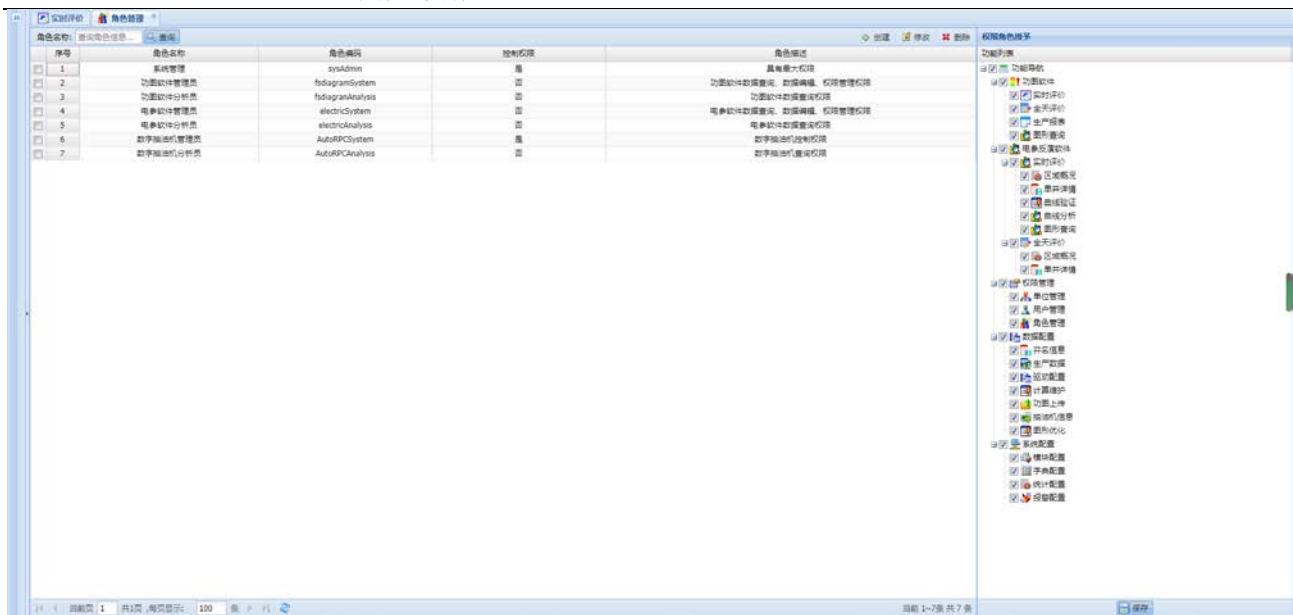 实时评价 角色管理
角色名称: 查询角色信息... 查询 创建 修改 删除
序号 角色名称 角色编码 控制权限 角色描述
1 系统管理 sysAdmin 是 具有最大权限
2 功图软件管理员 fsdiagramSystem 否 功图软件数据查询、数据编辑、权限管理权限
3 功图软件分析员 fsdiagranAnalysis 否 功图软件数据查询权限
4 电参软件管理员 electricSystem 否 电参软件数据查询、数据编辑、权限管理权限
5 电参软件分析员 electricAnalysis 否 电参软件数据查询权限
6 数字抽油机管理员 AutoRPCSystem 是 数字抽油机控制权限
7 数字抽油机分析员 AutoRPCAnalysis 否 数字抽油机查询权限
当前页 1 共1页 ,每页显示: 100 条 当前 1~7条 共 7 条
权限角色授予
功能列表
功能导航
功图软件
实时评价
全天评价
生产报表
图形查询
电参反演软件
实时评价
区域概况
单井详情
曲线验证
曲线分析
图形查询
全天评价
区域概况
单井详情
权限管理
单位管理
用户管理
角色管理
数据配置
井名信息
生产数据
驱动配置
计算维护
功图上传
抽油机信息
图形优化
系统配置
模块配置
字典配置
统计配置
报警配置
保存